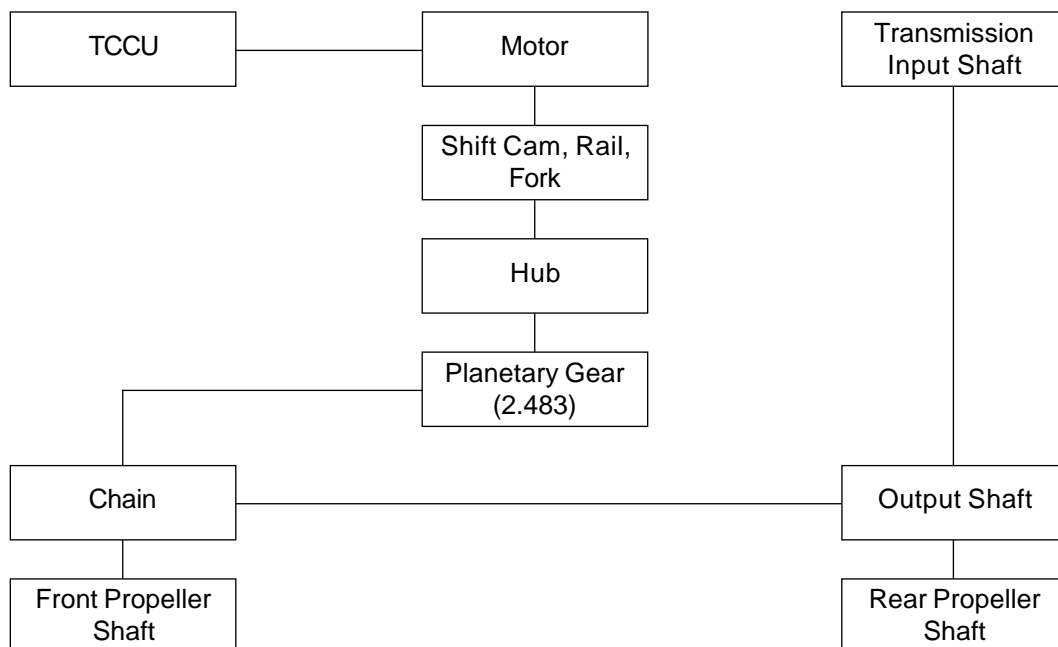 TCCU
Motor
Transmission
Input Shaft
Shift Cam, Rail,
Fork
Hub
Planetary Gear
(2.483)
Chain
Output Shaft
Front Propeller
Shaft
Rear Propeller
Shaft